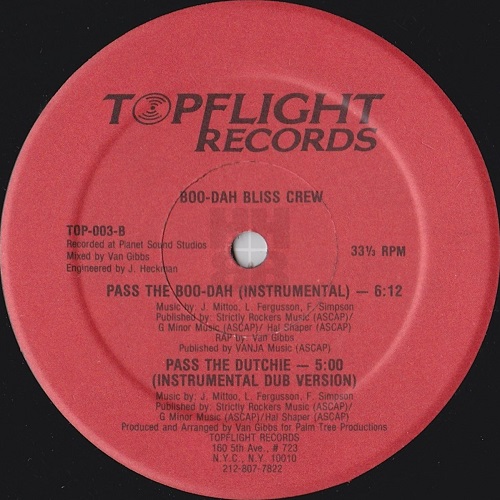 TOPFLIGHT
RECORDS
BOO-DAH BLISS CREW
TOP-003-B
Recorded at Planet Sound Studios
Mixed by Van Gibbs
Engineered by J. Heckman
33⅓ RPM
PASS THE BOO-DAH (INSTRUMENTAL) — 6:12
Music by: J. Mittoo, L. Fergusson, F. Simpson
Published by: Strictly Rockers Music (ASCAP)/
G Minor Music (ASCAP)/ Hal Shaper (ASCAP)/
RAP by: Van Gibbs
Published by VANJA Music (ASCAP)
PASS THE DUTCHIE — 5:00
(INSTRUMENTAL DUB VERSION)
Music by: J. Mittoo, L. Fergusson, F. Simpson
Published by: Strictly Rockers Music (ASCAP)/
G Minor Music (ASCAP)/Hal Shaper (ASCAP)/
Produced and Arranged by Van Gibbs for Palm Tree Productions
TOPFLIGHT RECORDS
160 5th Ave., # 723
N.Y.C., N.Y. 10010
212-807-7822